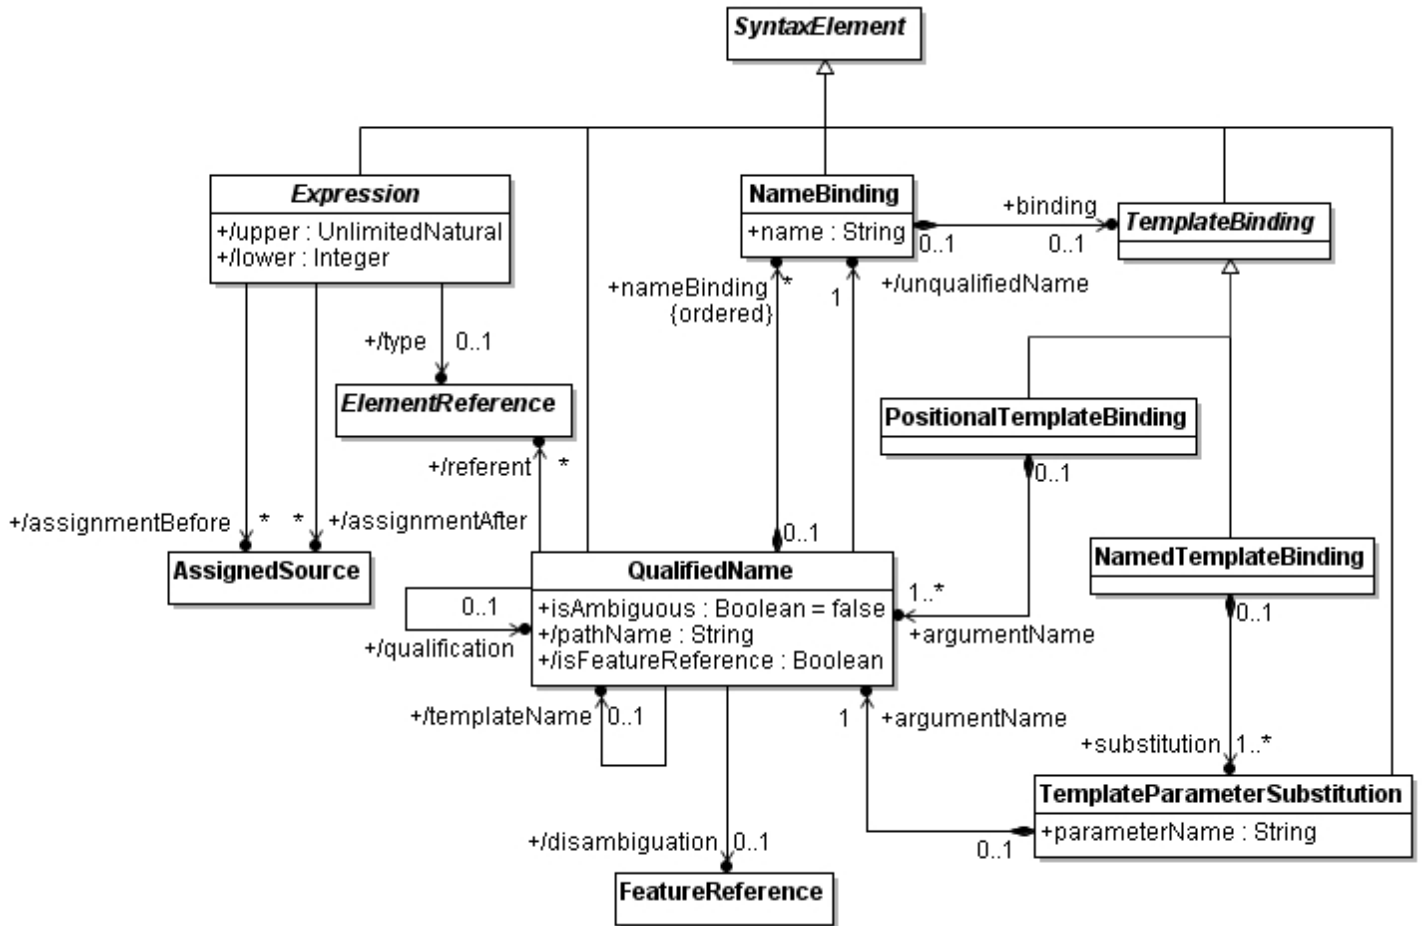 SyntaxElement
Expression
+/upper : UnlimitedNatural
+/lower : Integer
NameBinding
+name : String
+binding
0..1
0..1
TemplateBinding
+nameBinding
*
{ordered}
1
+/unqualifiedName
+/type
0..1
ElementReference
PositionalTemplateBinding
0..1
+/referent
*
+/assignmentBefore
*
*
+/assignmentAfter
AssignedSource
0..1
QualifiedName
+isAmbiguous : Boolean = false
+/pathName : String
+/isFeatureReference : Boolean
0..1
+/qualification
1..*
+argumentName
NamedTemplateBinding
0..1
+/templateName
0..1
1
+argumentName
+substitution
1..*
TemplateParameterSubstitution
+parameterName : String
0..1
+/disambiguation
0..1
FeatureReference